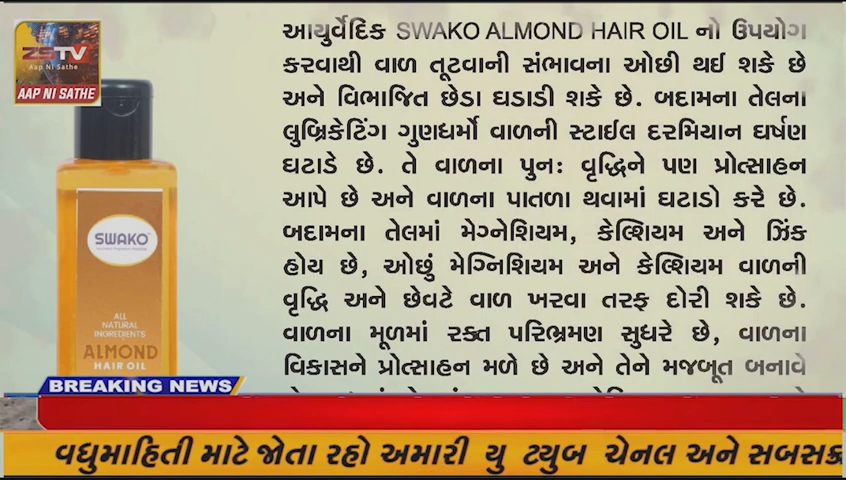 ZSTV
Aap Ni Sathe
AAP NI SATHE
આયુર્વેદિક SWAKO ALMOND HAIR OIL નો ઉપયોગ
કરવાથી વાળ તૂટવાની સંભાવના ઓછી થઈ શકે છે
અને વિભાજિત છેડા ઘડાડી શકે છે. બદામના તેલના
લુબ્રિકેટિંગ ગુણધર્મો વાળની સ્ટાઈલ દરમિયાન ઘર્ષણ
ઘટાડે છે. તે વાળના પુનઃ વૃદ્ધિને પણ પ્રોત્સાહન
આપે છે અને વાળના પાતળા થવામાં ઘટાડો કરે છે.
બદામના તેલમાં મેગ્નેશિયમ, કેલ્શિયમ અને ઝિંક
હોય છે, ઓછું મેગ્નિશિયમ અને કેલ્શિયમ વાળની
વૃદ્ધિ અને છેવટે વાળ ખરવા તરફ દોરી શકે છે.
વાળના મૂળમાં રક્ત પરિભ્રમણ સુધરે છે, વાળના
વિકાસને પ્રોત્સાહન મળે છે અને તેને મજબૂત બનાવે
SWAKO
ALL
NATURAL
INGREDIENTS
ALMOND
HAIR OIL
BREAKING NEWS
વધુમાહિતી માટે જોતા રહો અમારી યુ ટ્યુબ ચેનલ અને સબસક્ર